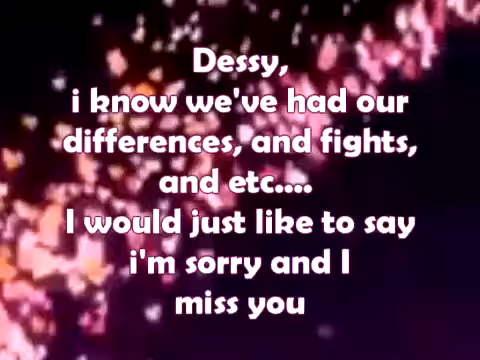 Dessy,
i know we've had our
differences, and fights,
and etc....
I would just like to say
i'm sorry and I
miss you